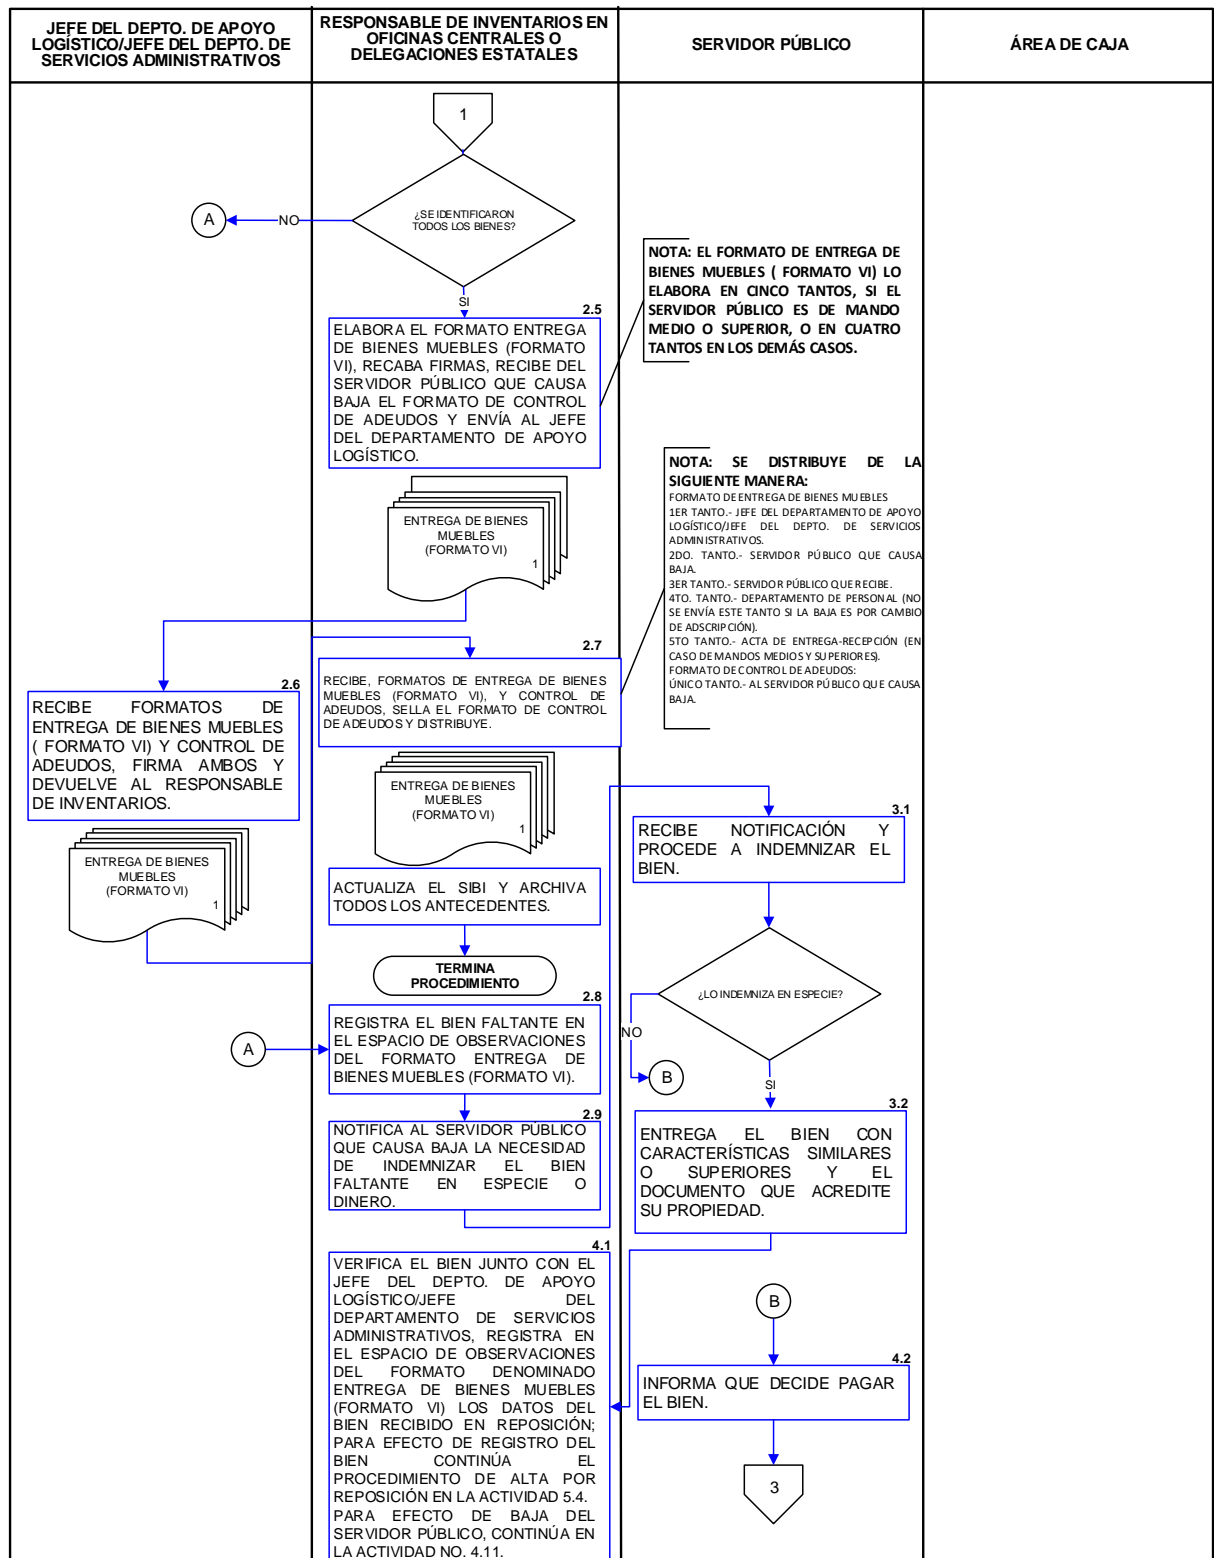 JEFE DEL DEPTO. DE APOYO
LOGÍSTICO/JEFE DEL DEPTO. DE
SERVICIOS ADMINISTRATIVOS
RESPONSABLE DE INVENTARIOS EN
OFICINAS CENTRALES O
DELEGACIONES ESTATALES
SERVIDOR PÚBLICO
ÁREA DE CAJA
1
¿SE IDENTIFICARON
TODOS LOS BIENES?
NO
A
SI
2.5
ELABORA EL FORMATO ENTREGA
DE BIENES MUEBLES (FORMATO
VI), RECABA FIRMAS, RECIBE DEL
SERVIDOR PÚBLICO QUE CAUSA
BAJA EL FORMATO DE CONTROL
DE ADEUDOS Y ENVÍA AL JEFE
DEL DEPARTAMENTO DE APOYO
LOGÍSTICO.
NOTA: EL FORMATO DE ENTREGA DE
BIENES MUEBLES ( FORMATO VI) LO
ELABORA EN CINCO TANTOS, SI EL
SERVIDOR PÚBLICO ES DE MANDO
MEDIO O SUPERIOR, O EN CUATRO
TANTOS EN LOS DEMÁS CASOS.
ENTREGA DE BIENES
MUEBLES
(FORMATO VI)
1
NOTA: SE DISTRIBUYE DE LA
SIGUIENTE MANERA:
FORMATO DE ENTREGA DE BIENES MUEBLES
1ER TANTO.- JEFE DEL DEPARTAMENTO DE APOYO
LOGÍSTICO/JEFE DEL DEPTO. DE SERVICIOS
ADMINISTRATIVOS.
2DO. TANTO.- SERVIDOR PÚBLICO QUE CAUSA
BAJA.
3ER TANTO.- SERVIDOR PÚBLICO QUE RECIBE.
4TO. TANTO.- DEPARTAMENTO DE PERSONAL (NO
SE ENVÍA ESTE TANTO SI LA BAJA ES POR CAMBIO
DE ADSCRIPCIÓN).
5TO TANTO.- ACTA DE ENTREGA-RECEPCIÓN (EN
CASO DE MANDOS MEDIOS Y SUPERIORES).
FORMATO DE CONTROL DE ADEUDOS:
ÚNICO TANTO.- AL SERVIDOR PÚBLICO QUE CAUSA
BAJA.
2.6
RECIBE FORMATOS DE
ENTREGA DE BIENES MUEBLES
( FORMATO VI) Y CONTROL DE
ADEUDOS, FIRMA AMBOS Y
DEVUELVE AL RESPONSABLE
DE INVENTARIOS.
ENTREGA DE BIENES
MUEBLES
(FORMATO VI)
1
2.7
RECIBE, FORMATOS DE ENTREGA DE BIENES
MUEBLES (FORMATO VI), Y CONTROL DE
ADEUDOS, SELLA EL FORMATO DE CONTROL
DE ADEUDOS Y DISTRIBUYE.
ENTREGA DE BIENES
MUEBLES
(FORMATO VI)
1
ACTUALIZA EL SIBI Y ARCHIVA
TODOS LOS ANTECEDENTES.
TERMINA
PROCEDIMIENTO
A
2.8
REGISTRA EL BIEN FALTANTE EN
EL ESPACIO DE OBSERVACIONES
DEL FORMATO ENTREGA DE
BIENES MUEBLES (FORMATO VI).
2.9
NOTIFICA AL SERVIDOR PÚBLICO
QUE CAUSA BAJA LA NECESIDAD
DE INDEMNIZAR EL BIEN
FALTANTE EN ESPECIE O
DINERO.
3.1
RECIBE NOTIFICACIÓN Y
PROCEDE A INDEMNIZAR EL
BIEN.
¿LO INDEMNIZA EN ESPECIE?
NO
B
SI
3.2
ENTREGA EL BIEN CON
CARACTERÍSTICAS SIMILARES
O SUPERIORES Y EL
DOCUMENTO QUE ACREDITE
SU PROPIEDAD.
4.1
VERIFICA EL BIEN JUNTO CON EL
JEFE DEL DEPTO. DE APOYO
LOGÍSTICO/JEFE DEL
DEPARTAMENTO DE SERVICIOS
ADMINISTRATIVOS, REGISTRA EN
EL ESPACIO DE OBSERVACIONES
DEL FORMATO DENOMINADO
ENTREGA DE BIENES MUEBLES
(FORMATO VI) LOS DATOS DEL
BIEN RECIBIDO EN REPOSICIÓN;
PARA EFECTO DE REGISTRO DEL
BIEN CONTINÚA EL
PROCEDIMIENTO DE ALTA POR
REPOSICIÓN EN LA ACTIVIDAD 5.4.
PARA EFECTO DE BAJA DEL
SERVIDOR PÚBLICO, CONTINÚA EN
LA ACTIVIDAD NO. 4.11.
B
4.2
INFORMA QUE DECIDE PAGAR
EL BIEN.
3